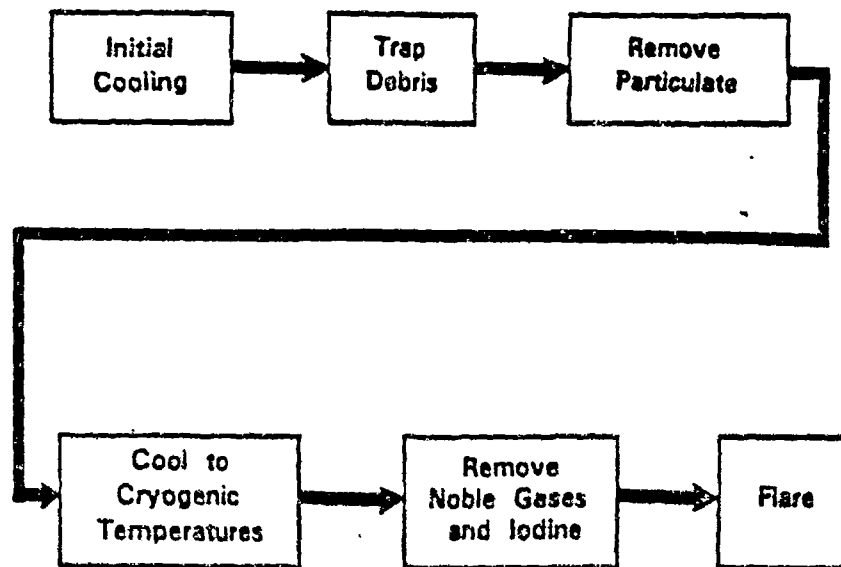 Initial
Cooling
Trap
Debris
Remove
Particulate
Cool to
Cryogenic
Temperatures
Remove
Noble Gases
and Iodine
Flare